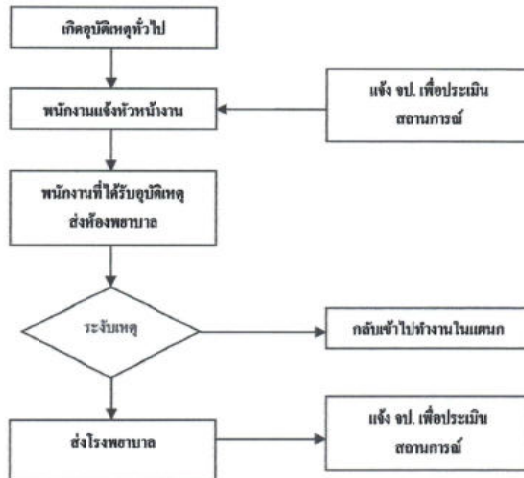 เกิดอุบัติเหตุทั่วไป
พนักงานแจ้งหัวหน้างาน
แจ้ง จป. เพื่อประเมิน
สถานการณ์
พนักงานที่ได้รับอุบัติเหตุ
ส่งห้องพยาบาล
ระงับเหตุ
กลับเข้าไปทำงานในแผนก
ส่งโรงพยาบาล
แจ้ง จป. เพื่อประเมิน
สถานการณ์